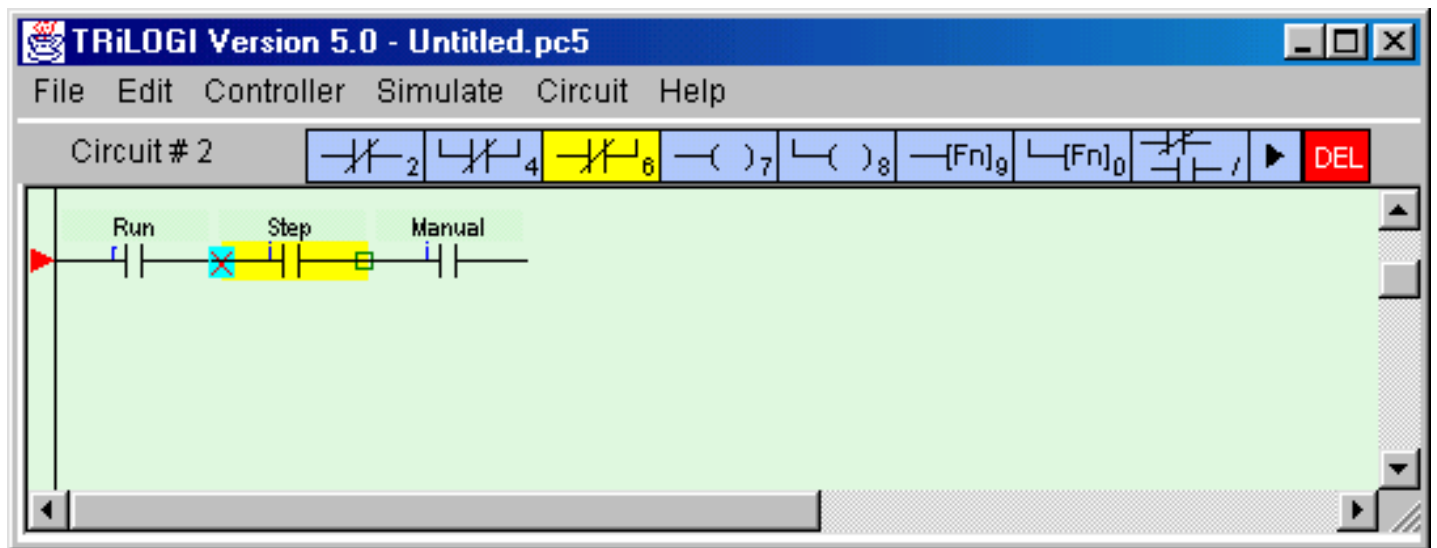 TRiLOGI Version 5.0 - Untitled.pc5
File Edit Controller Simulate Circuit Help
Circuit # 2 2 4 6 ( )7 ( )8 [Fn]9 [Fn]0 / DEL
Run Step Manual
r i i